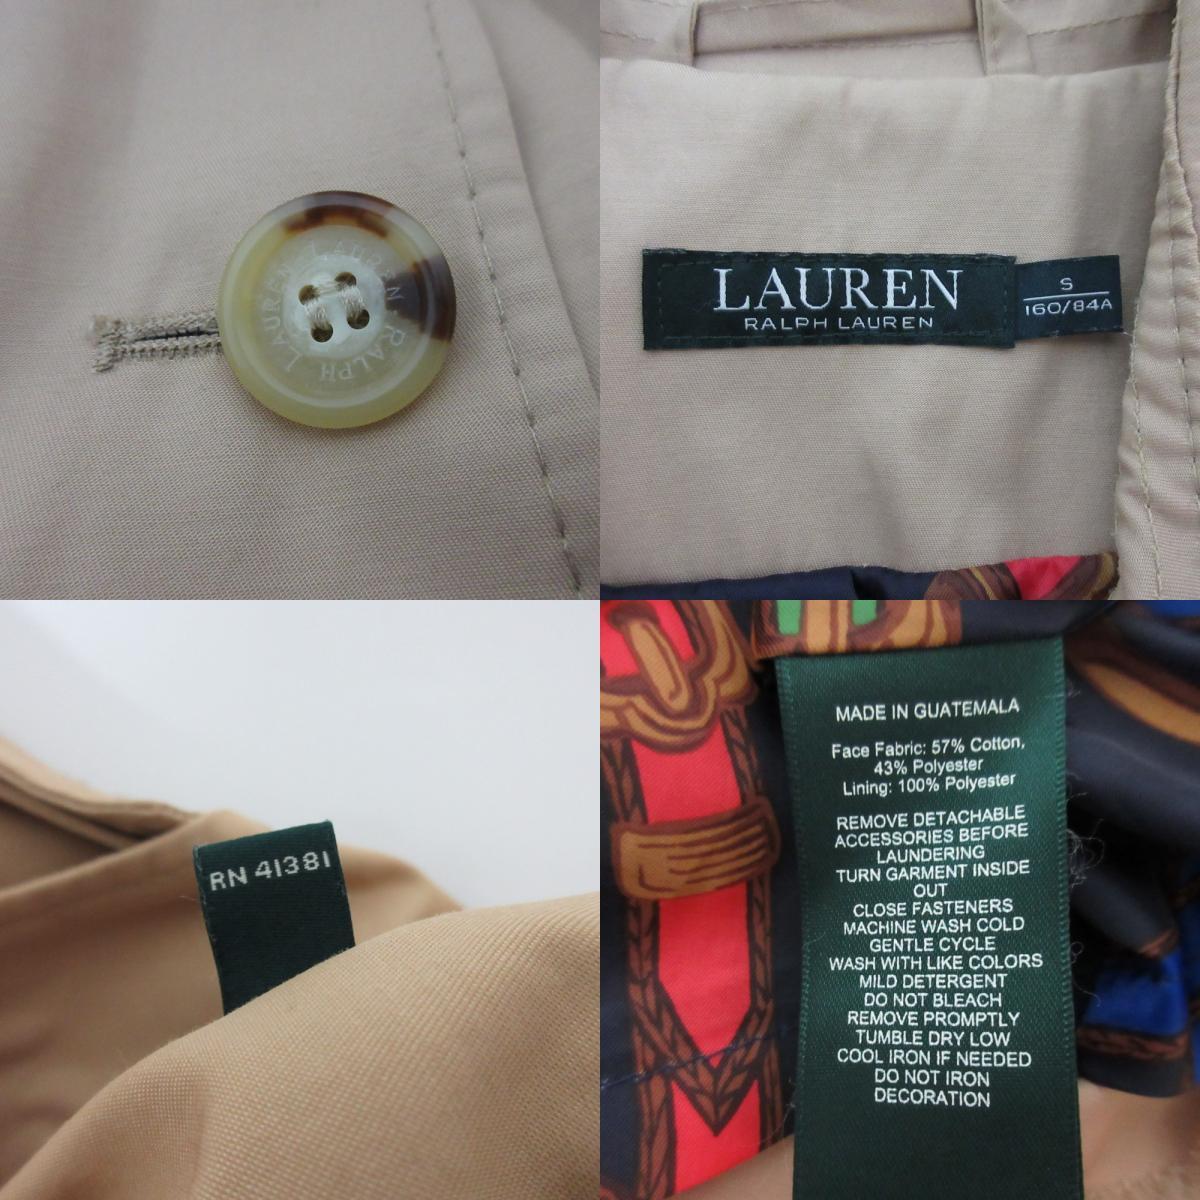 LAUREN RALPH LAUREN
LAUREN
RALPH LAUREN
S
160/84A
RN 41381
MADE IN GUATEMALA
Face Fabric: 57% Cotton,
43% Polyester
Lining: 100% Polyester
REMOVE DETACHABLE
ACCESSORIES BEFORE
LAUNDERING
TURN GARMENT INSIDE
OUT
CLOSE FASTENERS
MACHINE WASH COLD
GENTLE CYCLE
WASH WITH LIKE COLORS
MILD DETERGENT
DO NOT BLEACH
REMOVE PROMPTLY
TUMBLE DRY LOW
COOL IRON IF NEEDED
DO NOT IRON
DECORATION